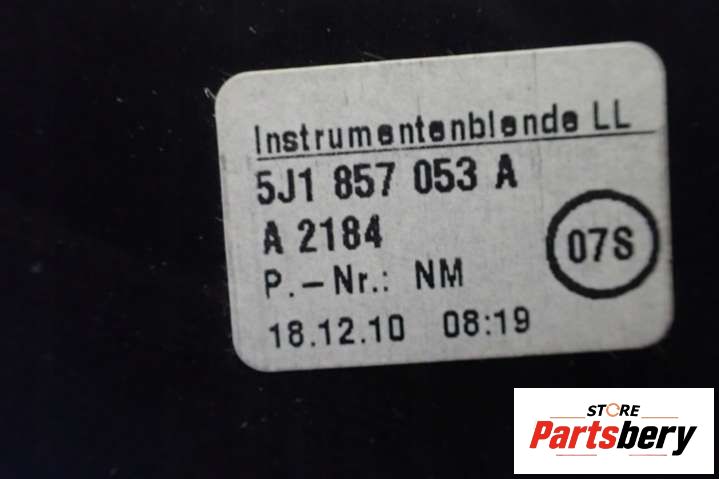 Instrumentenblende LL
5J1 857 053 A
A 2184
07S
P.-Nr.: NM
18.12.10 08:19
STORE
Partsbery